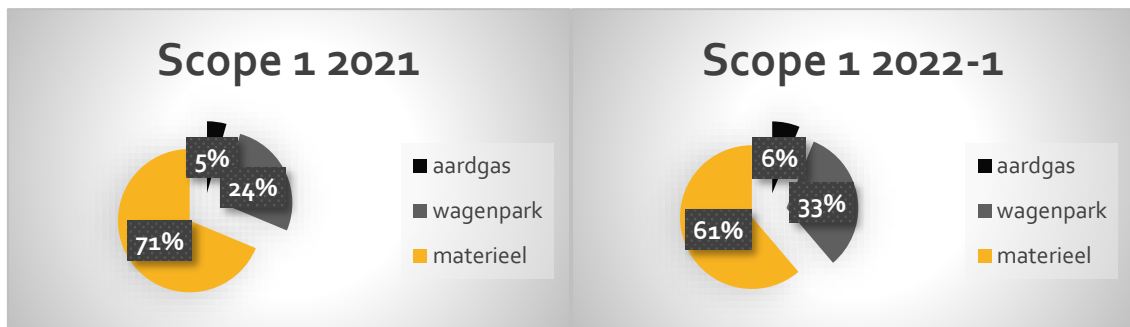 Scope 1 2021
5%
24%
71%
aardgas
wagenpark
materieel
Scope 1 2022-1
6%
33%
61%
aardgas
wagenpark
materieel